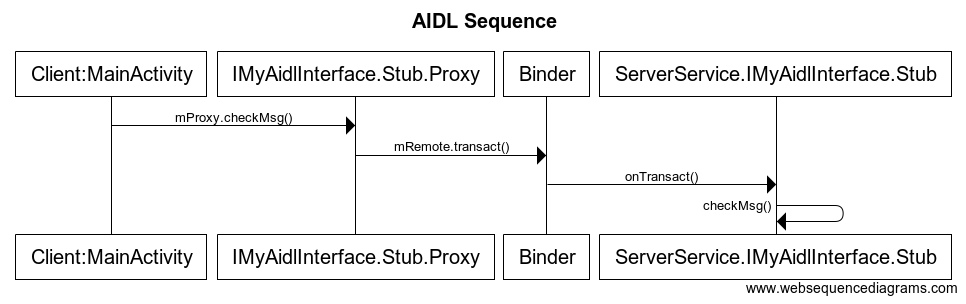 AIDL Sequence
Client:MainActivity
IMyAidlInterface.Stub.Proxy
Binder
ServerService.IMyAidlInterface.Stub
mProxy.checkMsg()
mRemote.transact()
onTransact()
checkMsg()
Client:MainActivity
IMyAidlInterface.Stub.Proxy
Binder
ServerService.IMyAidlInterface.Stub
www.websequencediagrams.com